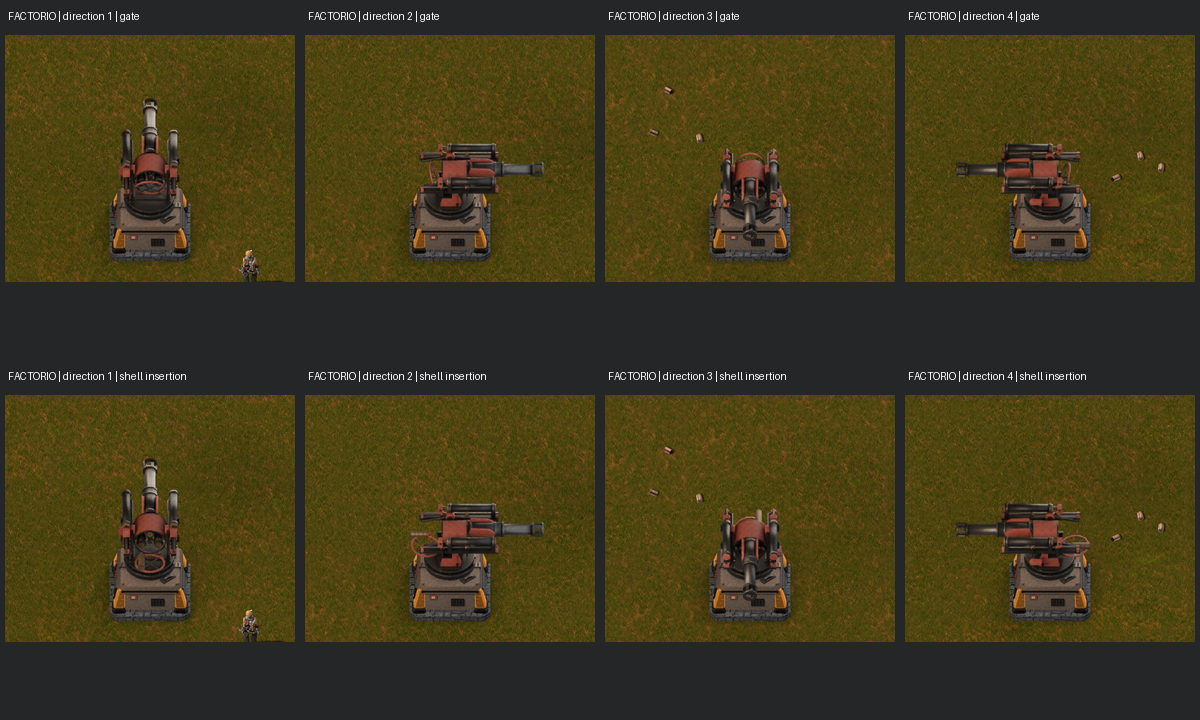 FACTORIO | direction 1 | gate
FACTORIO | direction 2 | gate
FACTORIO | direction 3 | gate
FACTORIO | direction 4 | gate
FACTORIO | direction 1 | shell insertion
FACTORIO | direction 2 | shell insertion
FACTORIO | direction 3 | shell insertion
FACTORIO | direction 4 | shell insertion